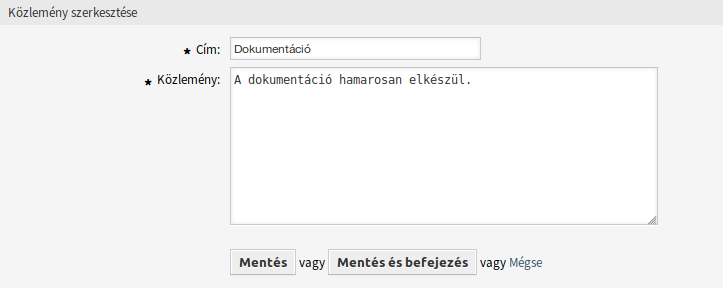 Közlemény szerkesztése
★ Cím: Dokumentáció
★ Közlemény: A dokumentáció hamarosan elkészül.
Mentés vagy Mentés és befejezés vagy Mégse